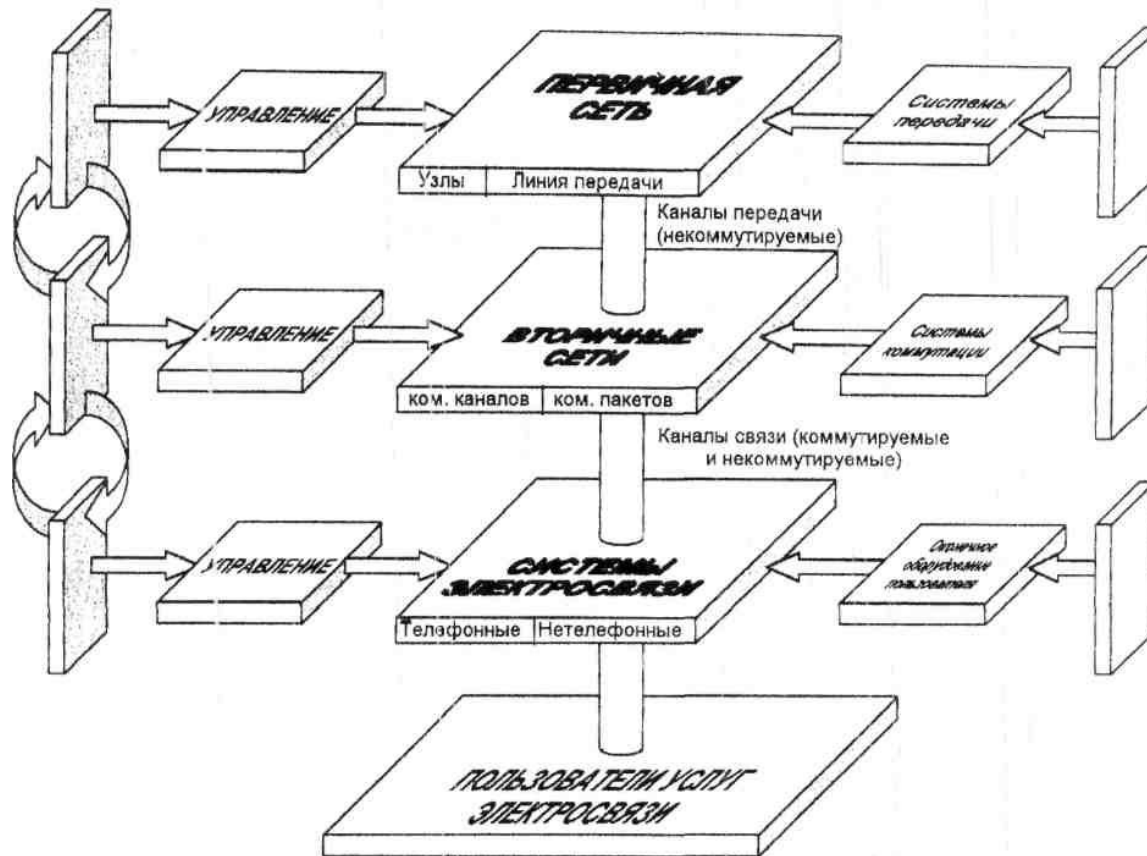 УПРАВЛЕНИЕ
ПЕРВИЧНАЯ
СЕТЬ
Системы
передачи
Узлы
Линия передачи
Каналы передачи
(некоммутируемые)
УПРАВЛЕНИЕ
ВТОРИЧНЫЕ
СЕТИ
Системы
коммутации
ком. каналов
ком. пакетов
Каналы связи (коммутируемые
и некоммутируемые)
УПРАВЛЕНИЕ
СИСТЕМЫ
ЭЛЕКТРОСВЯЗИ
Оконечное
оборудование
пользователя
Телефонные
Нетелефонные
ПОЛЬЗОВАТЕЛИ УСЛУГ
ЭЛЕКТРОСВЯЗИ